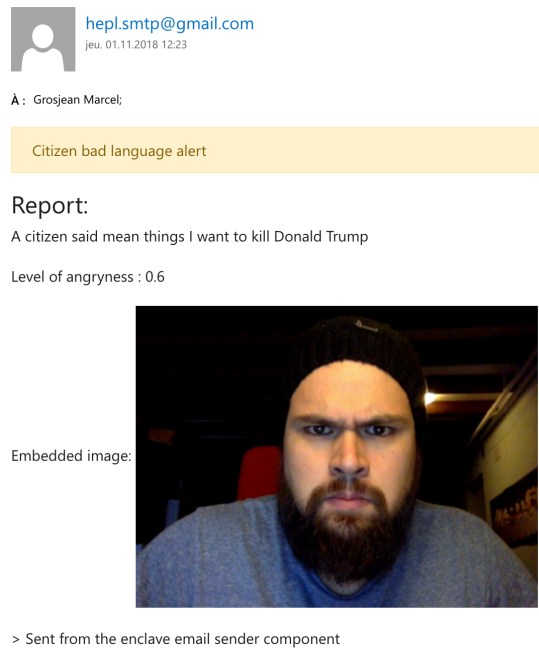 hepl.smtp@gmail.com
jeu. 01.11.2018 12:23
À : Grosjean Marcel;
Citizen bad language alert
Report:
A citizen said mean things I want to kill Donald Trump
Level of angryness : 0.6
Embedded image:
> Sent from the enclave email sender component